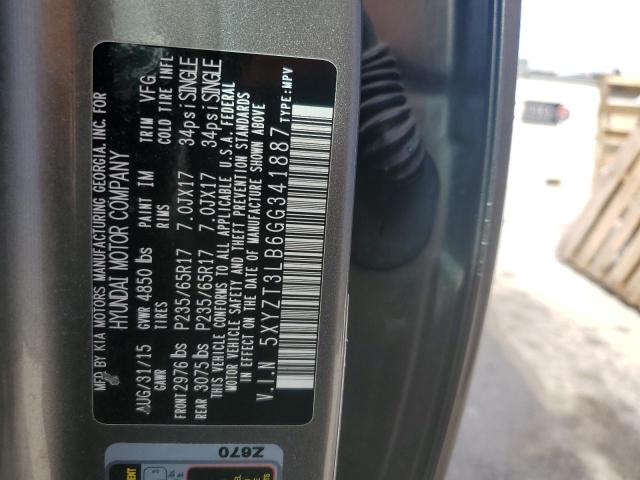 MFD BY KIA MOTORS MANUFACTURING GEORGIA, INC. FOR
HYUNDAI MOTOR COMPANY
AUG/31/15 GVWR 4850 lbs PAINT IM TRIM VFG
GAWR TIRES RIMS COLD TIRE INFL
FRONT 2976 lbs P235/65R17 7.0JX17 34psi SINGLE
REAR 3075 lbs P235/65R17 7.0JX17 34psi SINGLE
THIS VEHICLE CONFORMS TO ALL APPLICABLE U.S.A. FEDERAL
MOTOR VEHICLE SAFETY AND THEFT PREVENTION STANDARDS
IN EFFECT ON THE DATE OF MANUFACTURE SHOWN ABOVE
V.I.N 5XYZT3LB6GG341887 TYPE:MPV
Z670